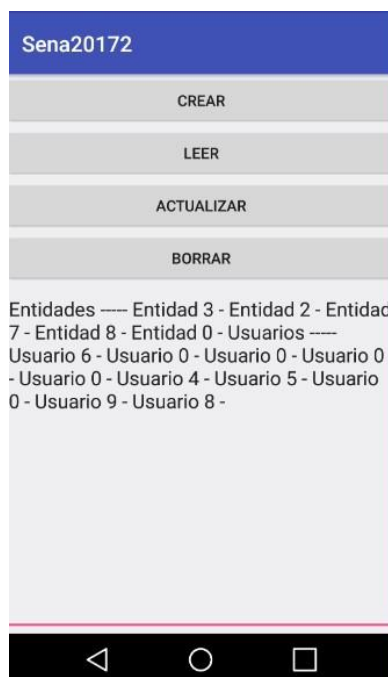 Sena20172
CREAR
LEER
ACTUALIZAR
BORRAR
Entidades ----- Entidad 3 - Entidad 2 - Entidad
7 - Entidad 8 - Entidad 0 - Usuarios -----
Usuario 6 - Usuario 0 - Usuario 0 - Usuario 0
- Usuario 0 - Usuario 4 - Usuario 5 - Usuario
0 - Usuario 9 - Usuario 8 -